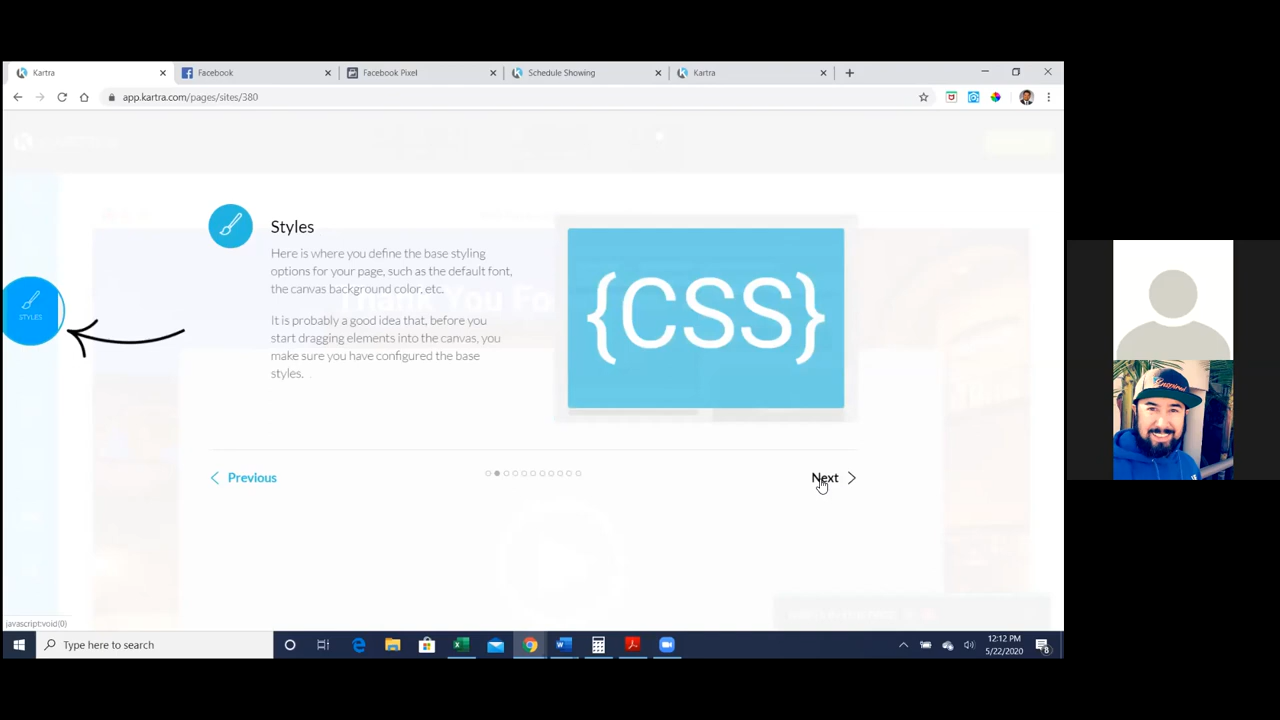 Kartra
Facebook
Facebook Pixel
Schedule Showing
Kartra
app.kartra.com/pages/sites/380
Styles
Here is where you define the base styling
options for your page, such as the default font,
the canvas background color, etc.
It is probably a good idea that, before you
start dragging elements into the canvas, you
make sure you have configured the base
styles.
{CSS}
Thank You Fo
STYLES
Previous
Next
javascript:void(0)
Type here to search
12:12 PM
5/22/2020
8